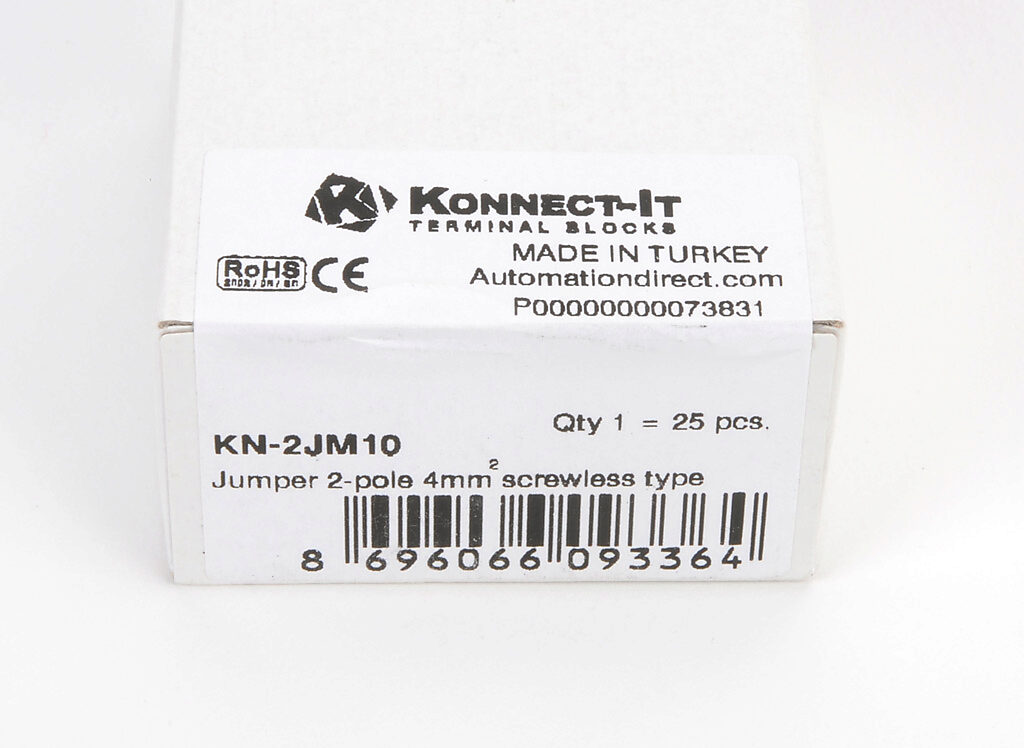 KONNECT-IT
TERMINAL BLOCKS
MADE IN TURKEY
RoHS CE Automationdirect.com
P00000000073831
Qty 1 = 25 pcs.
KN-2JM10
Jumper 2-pole 4mm² screwless type
8 696066 093364